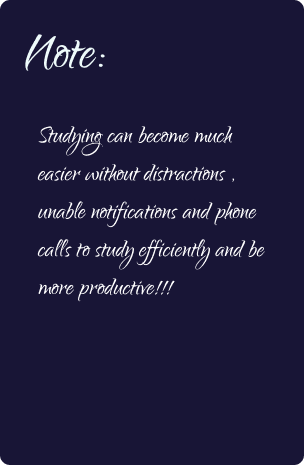 Note:
Studying can become much
easier without distractions ,
unable notifications and phone
calls to study efficiently and be
more productive!!!